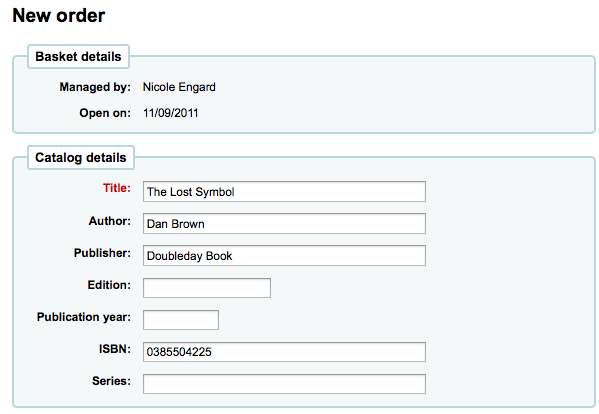 New order
Basket details
Managed by: Nicole Engard
Open on: 11/09/2011
Catalog details
Title: The Lost Symbol
Author: Dan Brown
Publisher: Doubleday Book
Edition:
Publication year:
ISBN: 0385504225
Series: